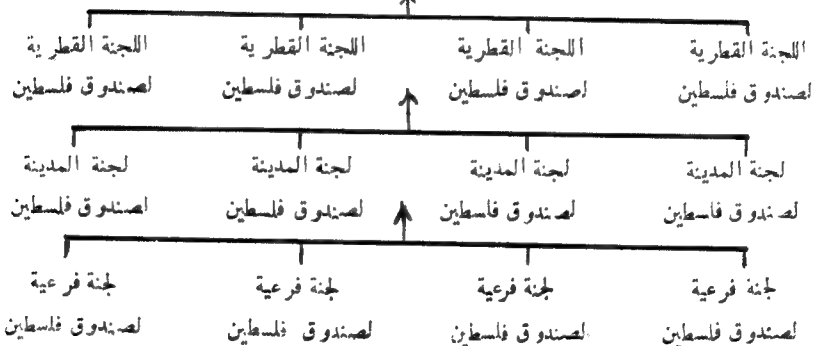 اللجنة القطرية اللجنة القطرية اللجنة القطرية اللجنة القطرية
لصندوق فلسطين لصندوق فلسطين لصندوق فلسطين لصندوق فلسطين
لجنة المدينة لجنة المدينة لجنة المدينة لجنة المدينة
لصندوق فلسطين لصندوق فلسطين لصندوق فلسطين لصندوق فلسطين
لجنة فرعية لجنة فرعية لجنة فرعية لجنة فرعية
لصندوق فلسطين لصندوق فلسطين لصندوق فلسطين لصندوق فلسطين